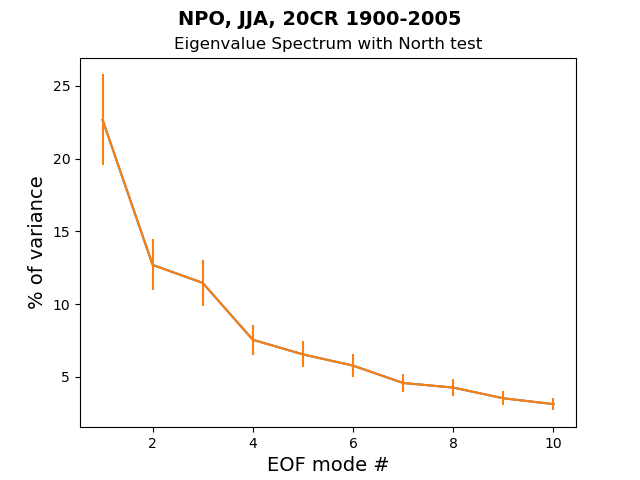 NPO, JJA, 20CR 1900-2005
Eigenvalue Spectrum with North test
25
20
15
10
5
% of variance
2 4 6 8 10
EOF mode #